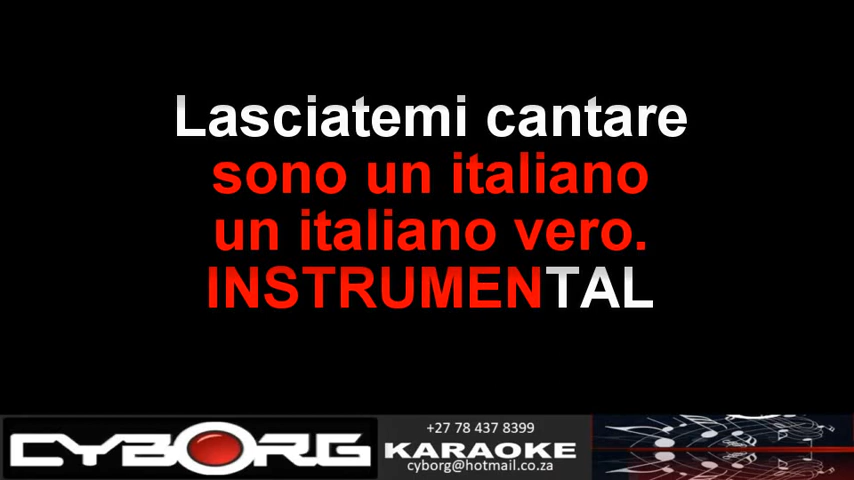 Lasciatemi cantare
sono un italiano
un italiano vero.
INSTRUMENTAL
CYBORG
+27 78 437 8399
KARAOKE
cyborg@hotmail.co.za